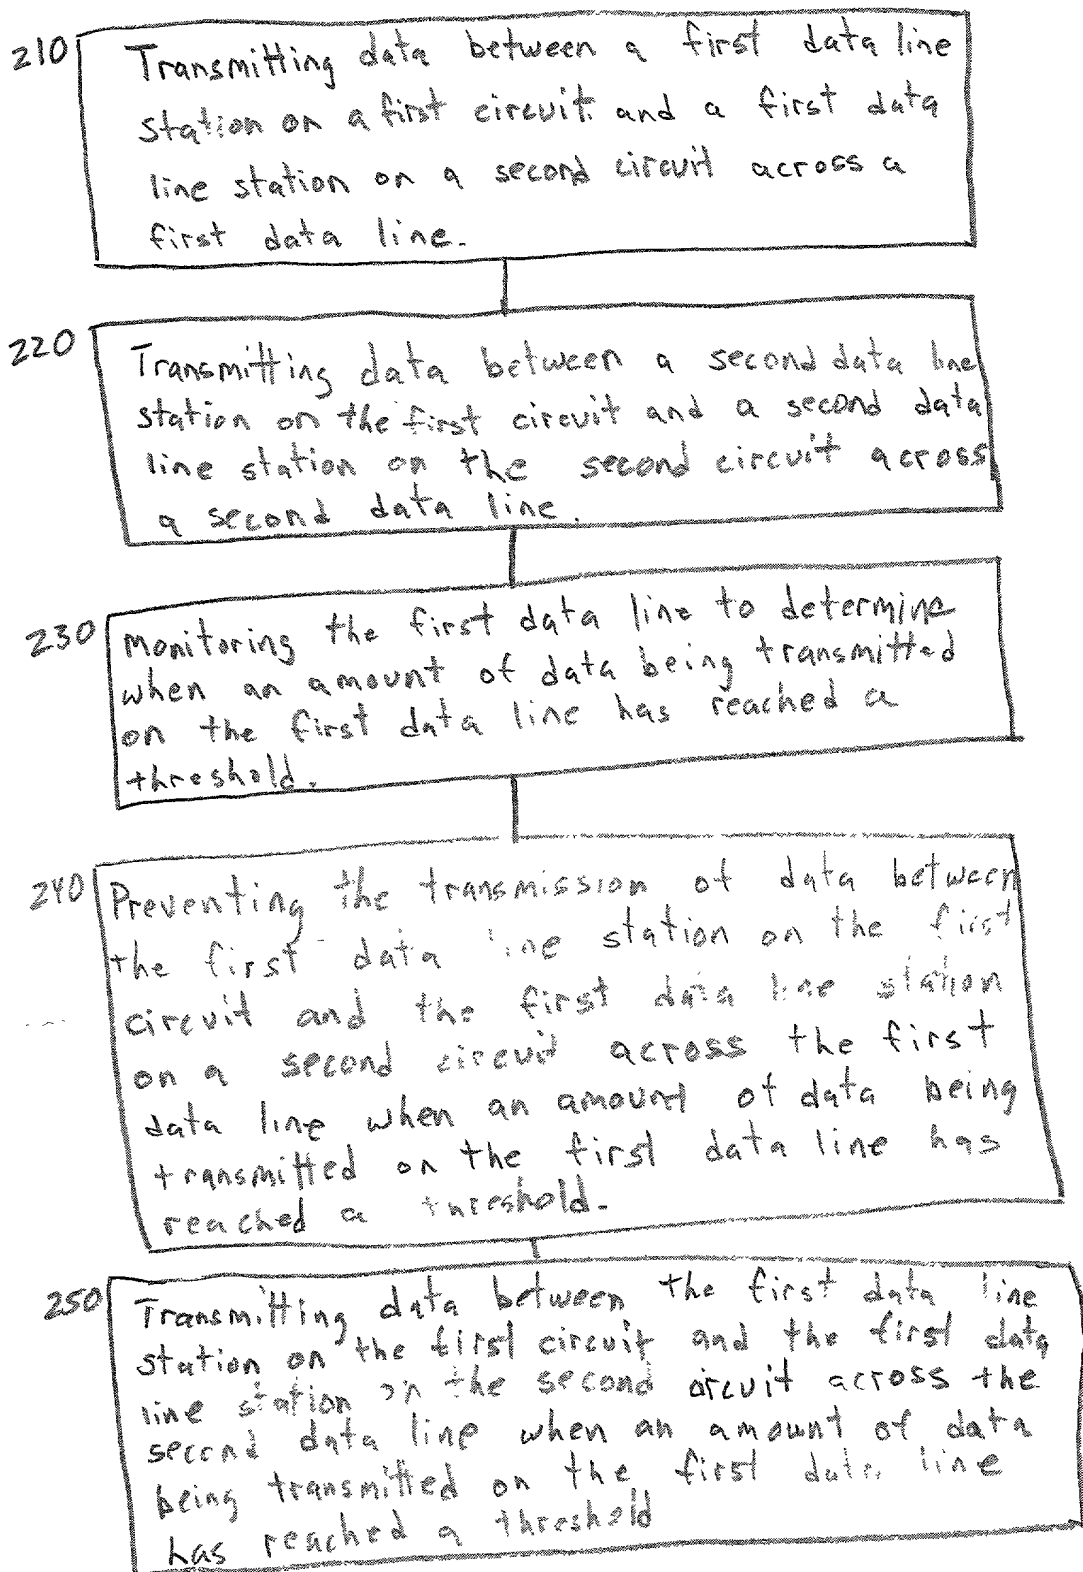 210 Transmitting data between a first data line
station on a first circuit and a first data
line station on a second circuit across a
first data line.
220 Transmitting data between a second data line
station on the first circuit and a second data
line station on the second circuit across
a second data line.
230 Monitoring the first data line to determine
when an amount of data being transmitted
on the first data line has reached a
threshold.
240 Preventing the transmission of data between
the first data line station on the first
circuit and the first data line station
on a second circuit across the first
data line when an amount of data being
transmitted on the first data line has
reached a threshold.
250 Transmitting data between the first data line
station on the first circuit and the first data
line station on the second circuit across the
second data line when an amount of data
being transmitted on the first data line
has reached a threshold